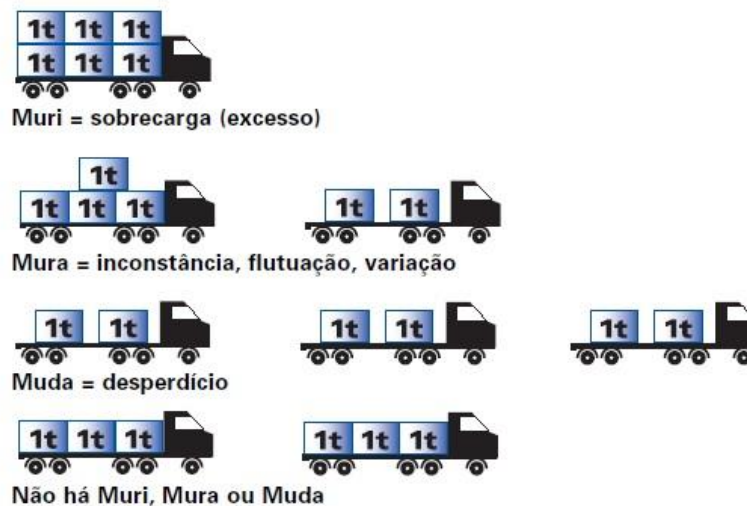 1t 1t 1t
1t 1t 1t
Muri = sobrecarga (excesso)
1t
1t 1t 1t 1t 1t
Mura = inconstância, flutuação, variação
1t 1t 1t 1t 1t 1t
Muda = desperdício
1t 1t 1t 1t 1t 1t
Não há Muri, Mura ou Muda